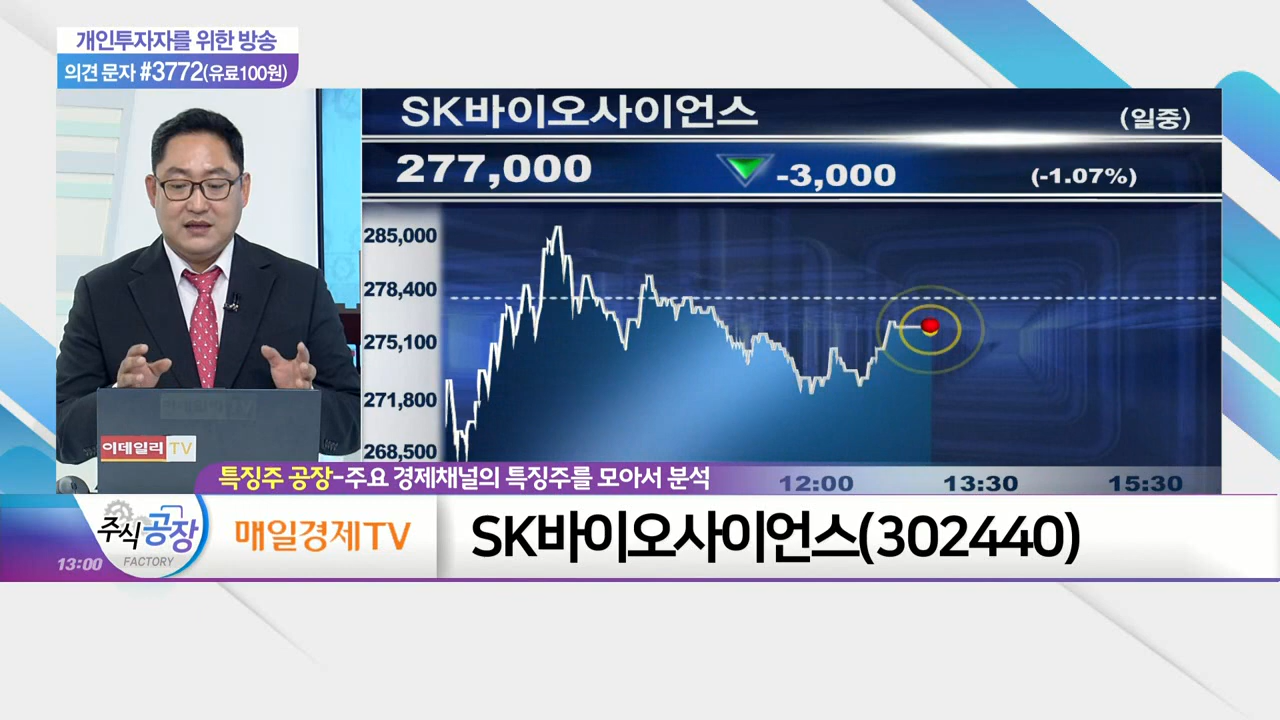 개인투자자를 위한 방송
의견 문자 #3772(유료100원)
SK바이오사이언스
(일중)
277,000
-3,000
(-1.07%)
285,000
278,400
275,100
271,800
268,500
12:00
13:30
15:30
이데일리 TV
특징주 공장-주요 경제채널의 특징주를 모아서 분석
13:00
주식공장
FACTORY
매일경제TV
SK바이오사이언스(302440)